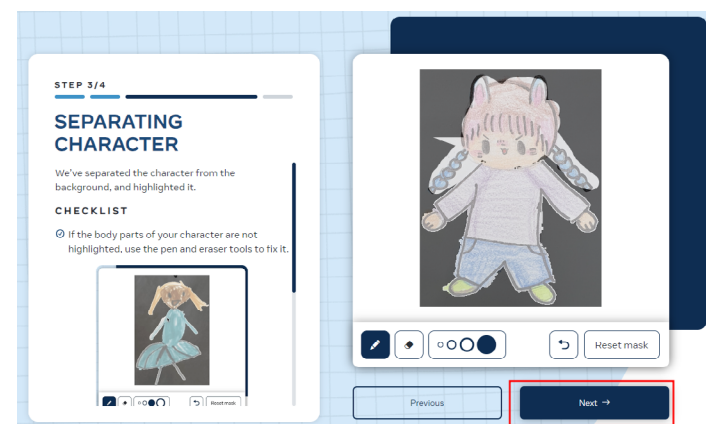 STEP 3/4
SEPARATING
CHARACTER
We've separated the character from the
background, and highlighted it.
CHECKLIST
If the body parts of your character are not
highlighted, use the pen and eraser tools to fix it.
Reset mask
Reset mask
Previous
Next →